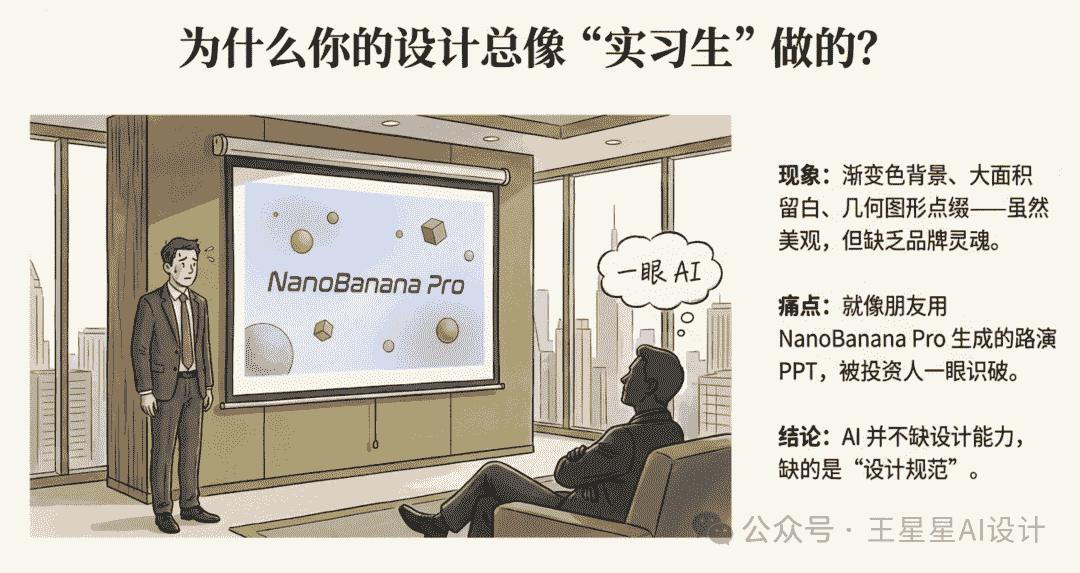 为什么你的设计总像“实习生”做的？
NanoBanana Pro
一眼 AI
现象：渐变色背景、大面积
留白、几何图形点缀——虽然
美观，但缺乏品牌灵魂。
痛点：就像朋友用
NanoBanana Pro 生成的路演
PPT，被投资人一眼识破。
结论：AI 并不缺设计能力，
缺的是“设计规范”。
公众号 · 王星星AI设计